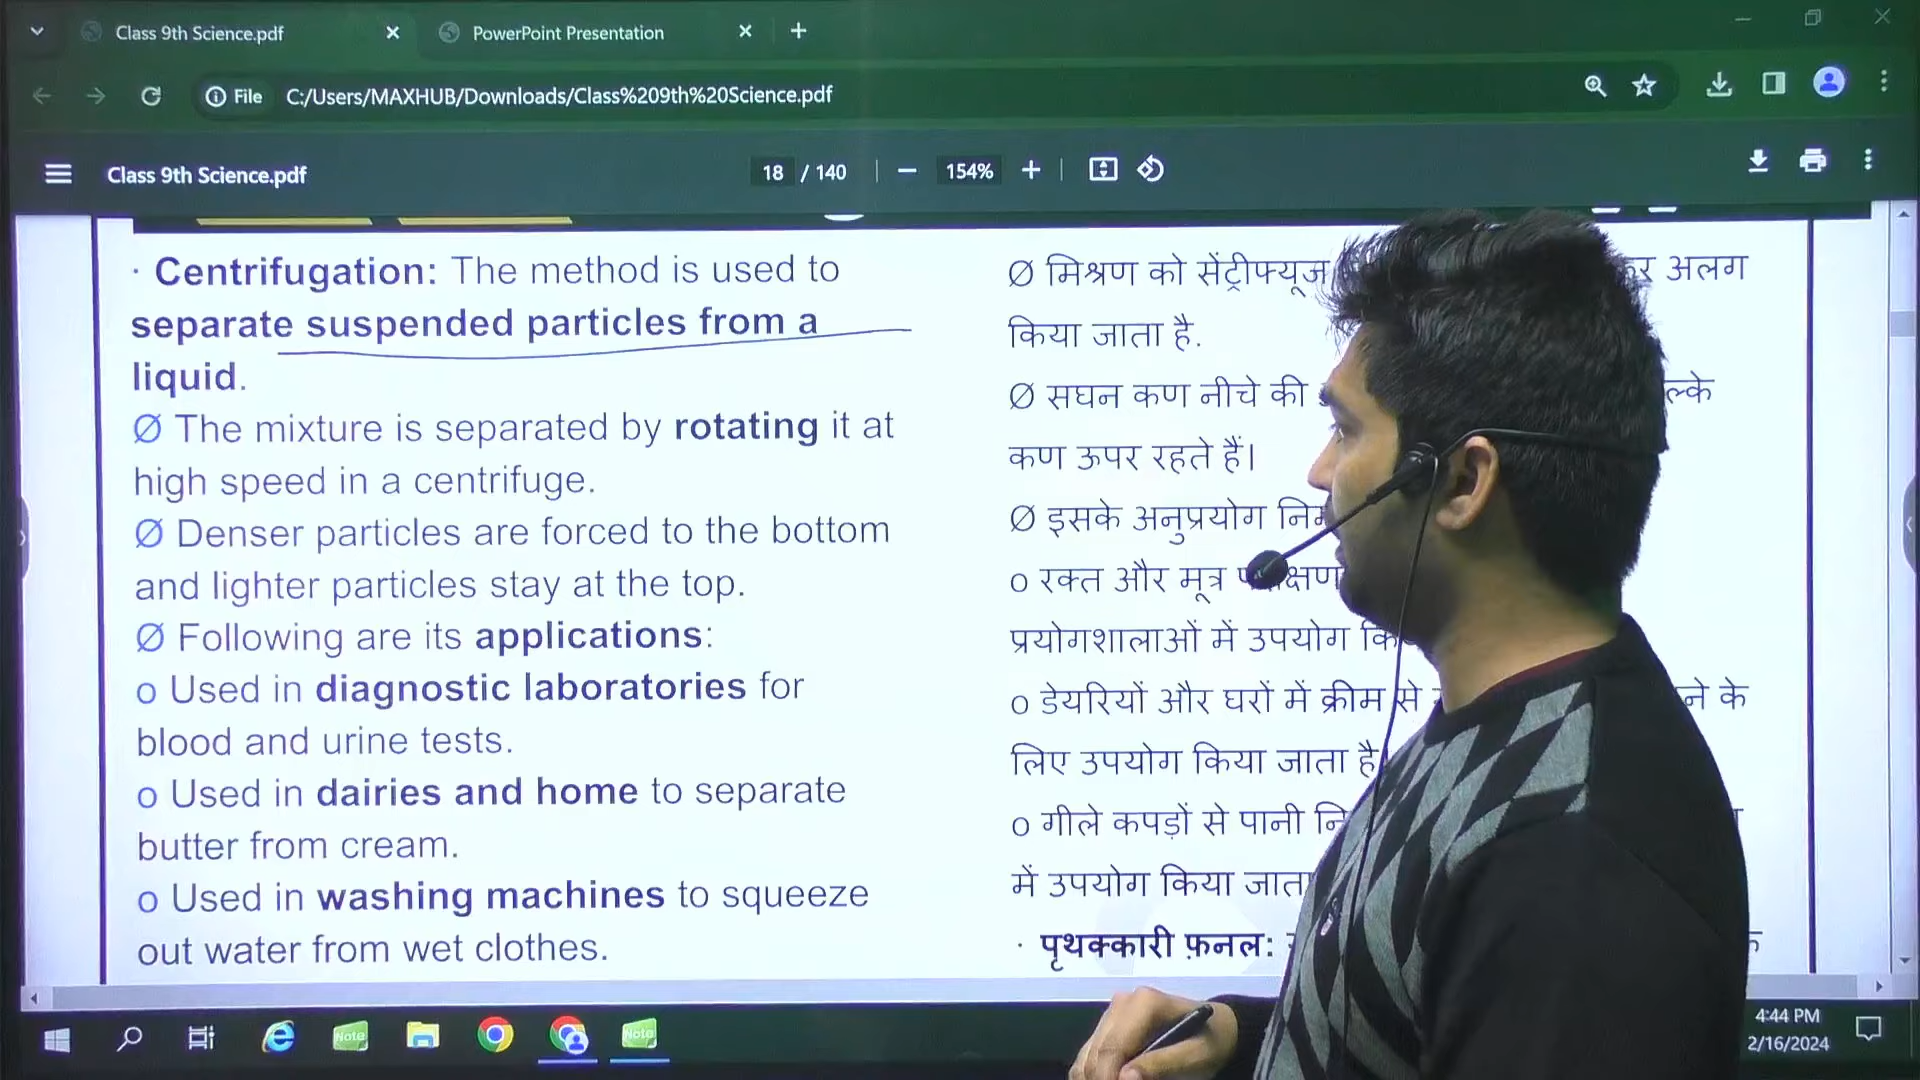 Class 9th Science.pdf
PowerPoint Presentation
File C:/Users/MAXHUB/Downloads/Class%209th%20Science.pdf
Class 9th Science.pdf
18 / 140
154%
· Centrifugation: The method is used to
separate suspended particles from a
liquid.
Ø The mixture is separated by rotating it at
high speed in a centrifuge.
Ø Denser particles are forced to the bottom
and lighter particles stay at the top.
Ø Following are its applications:
o Used in diagnostic laboratories for
blood and urine tests.
o Used in dairies and home to separate
butter from cream.
o Used in washing machines to squeeze
out water from wet clothes.
Ø मिश्रण को सेंट्रीफ्यूज अलग
किया जाता है.
Ø सघन कण नीचे की
कण ऊपर रहते हैं।
Ø इसके अनुप्रयोग
o रक्त और मूत्र
प्रयोगशालाओं में उपयोग
o डेयरियों और घरों में क्रीम से के
लिए उपयोग किया जाता है
o गीले कपड़ों से पानी
में उपयोग किया जाता
· पृथक्कारी फ़नल:
Note
Note
4:44 PM
2/16/2024